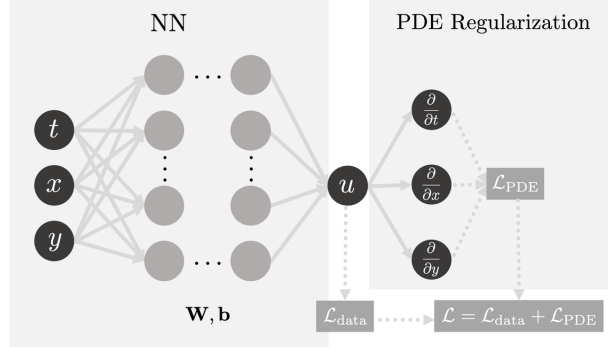 NN
PDE Regularization
t
x
y
...
...
u
∂/∂t
∂/∂x
∂/∂y
ℒ_PDE
W, b
ℒ_data
ℒ = ℒ_data + ℒ_PDE